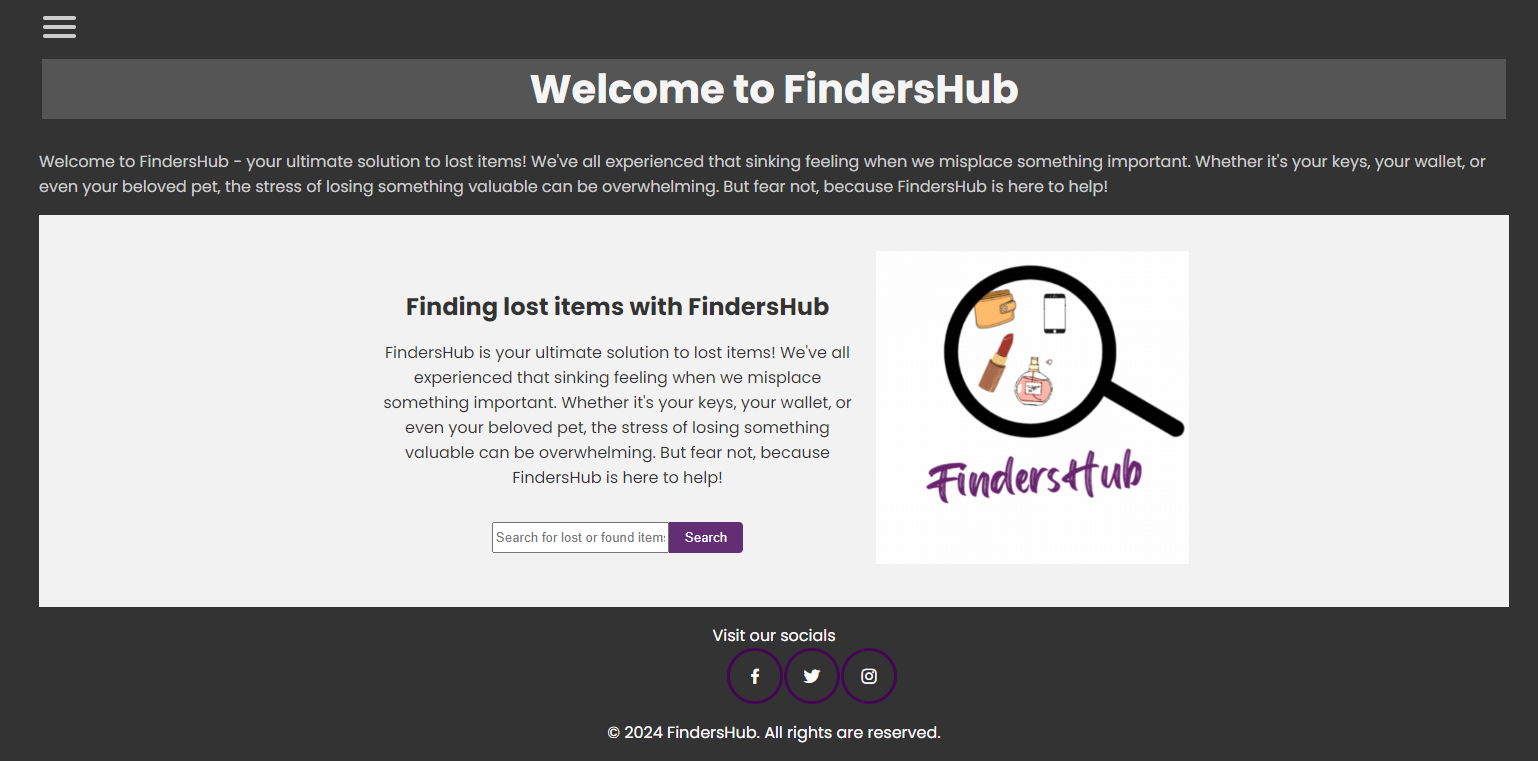 Welcome to FindersHub
Welcome to FindersHub - your ultimate solution to lost items! We've all experienced that sinking feeling when we misplace something important. Whether it's your keys, your wallet, or
even your beloved pet, the stress of losing something valuable can be overwhelming. But fear not, because FindersHub is here to help!
Finding lost items with FindersHub
FindersHub is your ultimate solution to lost items! We've all
experienced that sinking feeling when we misplace
something important. Whether it's your keys, your wallet, or
even your beloved pet, the stress of losing something
valuable can be overwhelming. But fear not, because
FindersHub is here to help!
Search for lost or found items
Search
FindersHub
Visit our socials
© 2024 FindersHub. All rights are reserved.